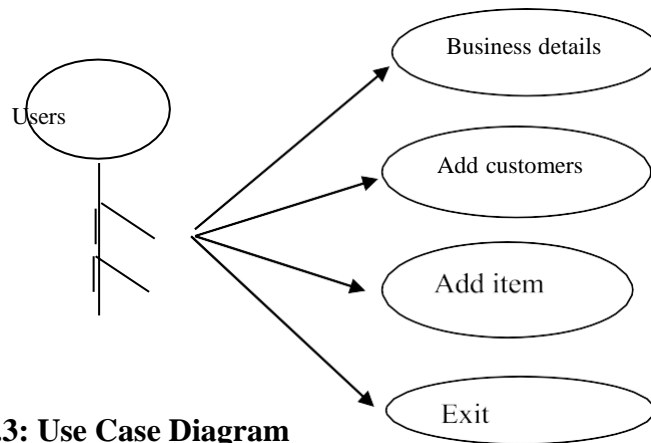 Business details
Users
Add customers
Add item
Exit
.3: Use Case Diagram